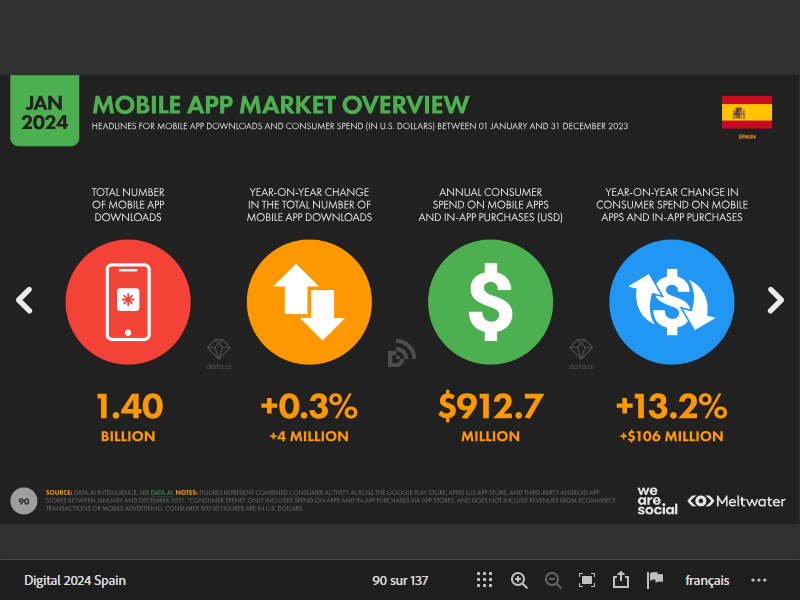 JAN
2024
MOBILE APP MARKET OVERVIEW
HEADLINES FOR MOBILE APP DOWNLOADS AND CONSUMER SPEND (IN U.S. DOLLARS) BETWEEN 01 JANUARY AND 31 DECEMBER 2023
SPAIN
TOTAL NUMBER
OF MOBILE APP
DOWNLOADS
YEAR-ON-YEAR CHANGE
IN THE TOTAL NUMBER OF
MOBILE APP DOWNLOADS
ANNUAL CONSUMER
SPEND ON MOBILE APPS
AND IN-APP PURCHASES (USD)
YEAR-ON-YEAR CHANGE IN
CONSUMER SPEND ON MOBILE
APPS AND IN-APP PURCHASES
$
$
data.ai
data.ai
1.40
BILLION
+0.3%
+4 MILLION
$912.7
MILLION
+13.2%
+$106 MILLION
90
SOURCE: DATA.AI INTELLIGENCE. SEE DATA.AI. NOTES: FIGURES REPRESENT COMBINED CONSUMER ACTIVITY ACROSS THE GOOGLE PLAY STORE, APPLE IOS APP STORE, AND THIRD-PARTY ANDROID APP
STORES BETWEEN JANUARY AND DECEMBER 2021. "CONSUMER SPEND" ONLY INCLUDES SPEND ON APPS AND IN-APP PURCHASES VIA APP STORES, AND DOES NOT INCLUDE REVENUES FROM ECOMMERCE
TRANSACTIONS OR MOBILE ADVERTISING. CONSUMER SPEND FIGURES ARE IN U.S. DOLLARS.
we
are.
social
Meltwater
Digital 2024 Spain
90 sur 137
français